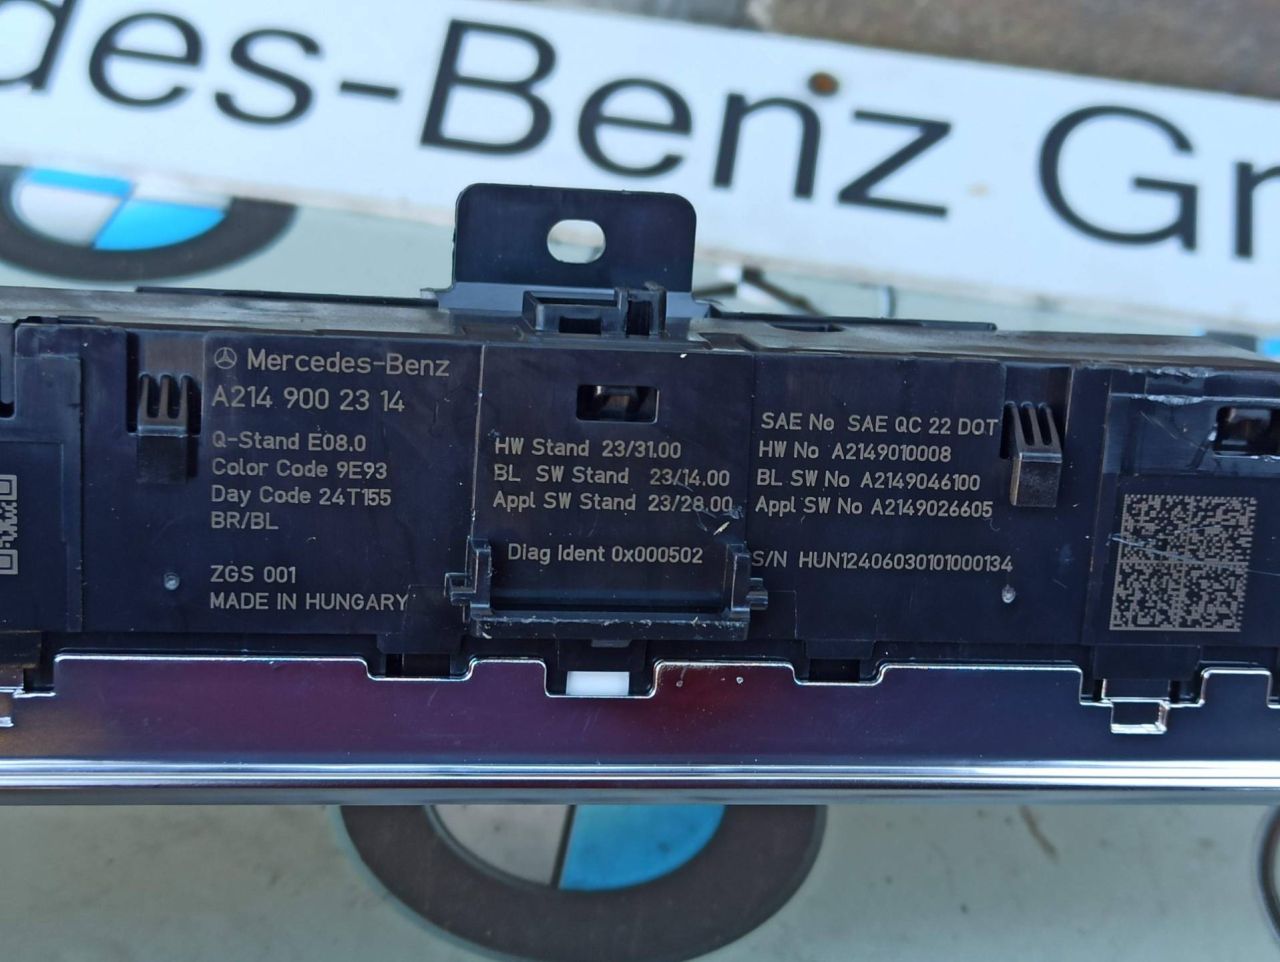 des-Benz Gr
Mercedes-Benz
A214 900 23 14
Q-Stand E08.0
Color Code 9E93
Day Code 24T155
BR/BL
ZGS 001
MADE IN HUNGARY
HW Stand 23/31.00
BL SW Stand 23/14.00
Appl SW Stand 23/28.00
Diag Ident 0x000502
SAE No SAE QC 22 DOT
HW No A2149010008
BL SW No A2149046100
Appl SW No A2149026605
S/N HUN12406030101000134